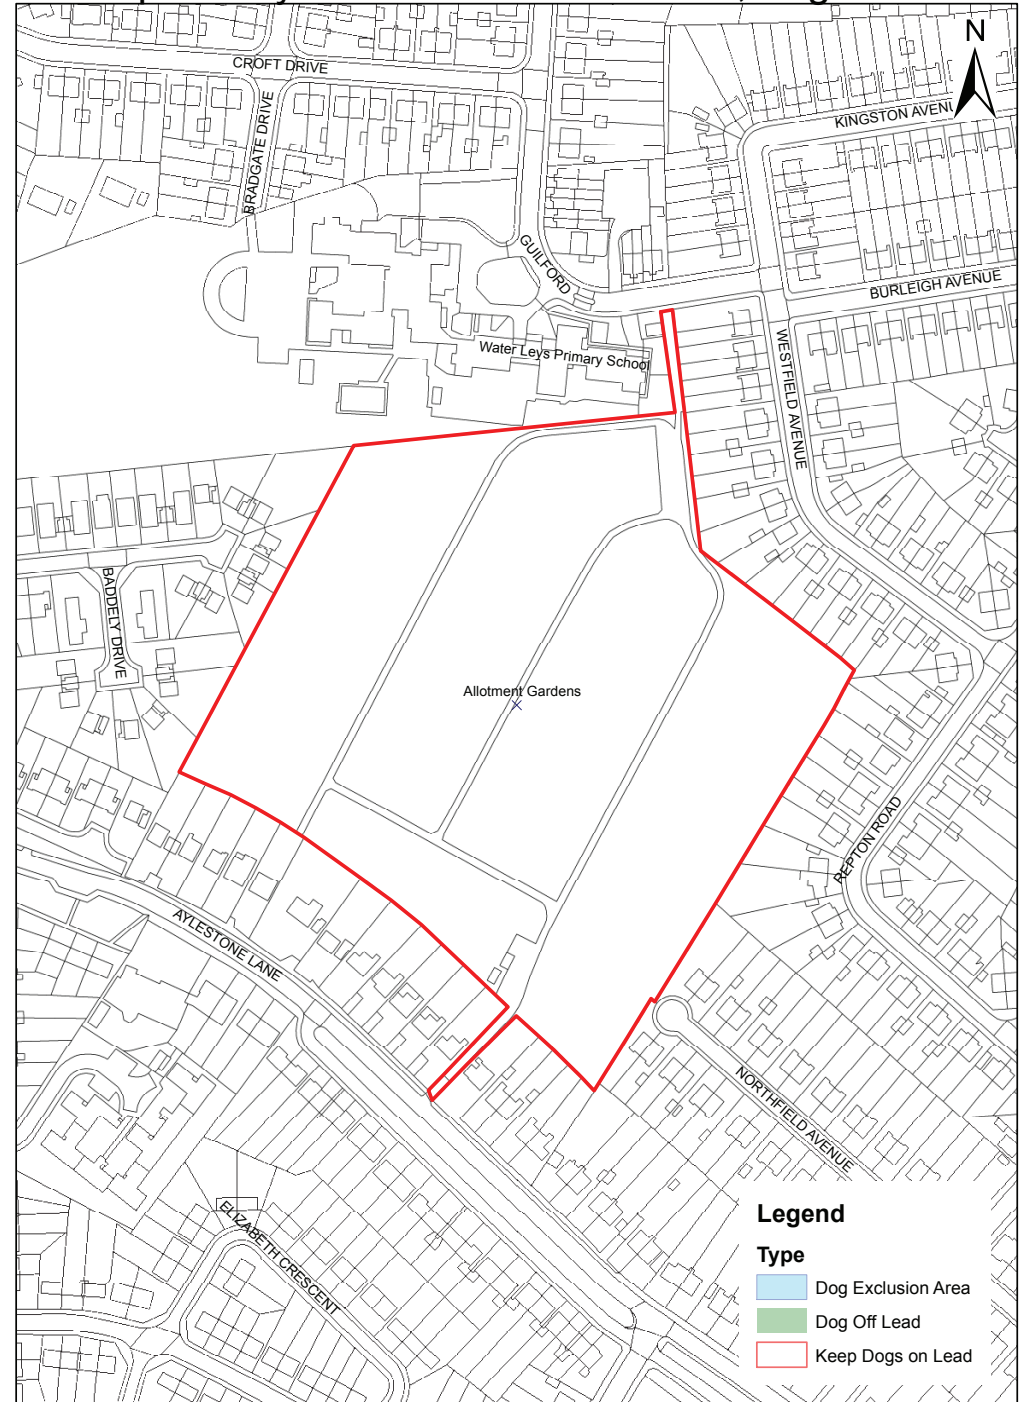 N
CROFT DRIVE
KINGSTON
BRADGATE DRIVE
GUILFORD
BURLEIGH AVENUE
Water Leys Primary School
WESTFIELD AVENUE
BADDELY DRIVE
Allotment Gardens
REPTON ROAD
AYLESTONE LANE
NORTHFIELD AVENUE
ELIZABETH CRESCENT
Legend
Type
Dog Exclusion Area
Dog Off Lead
Keep Dogs on Lead